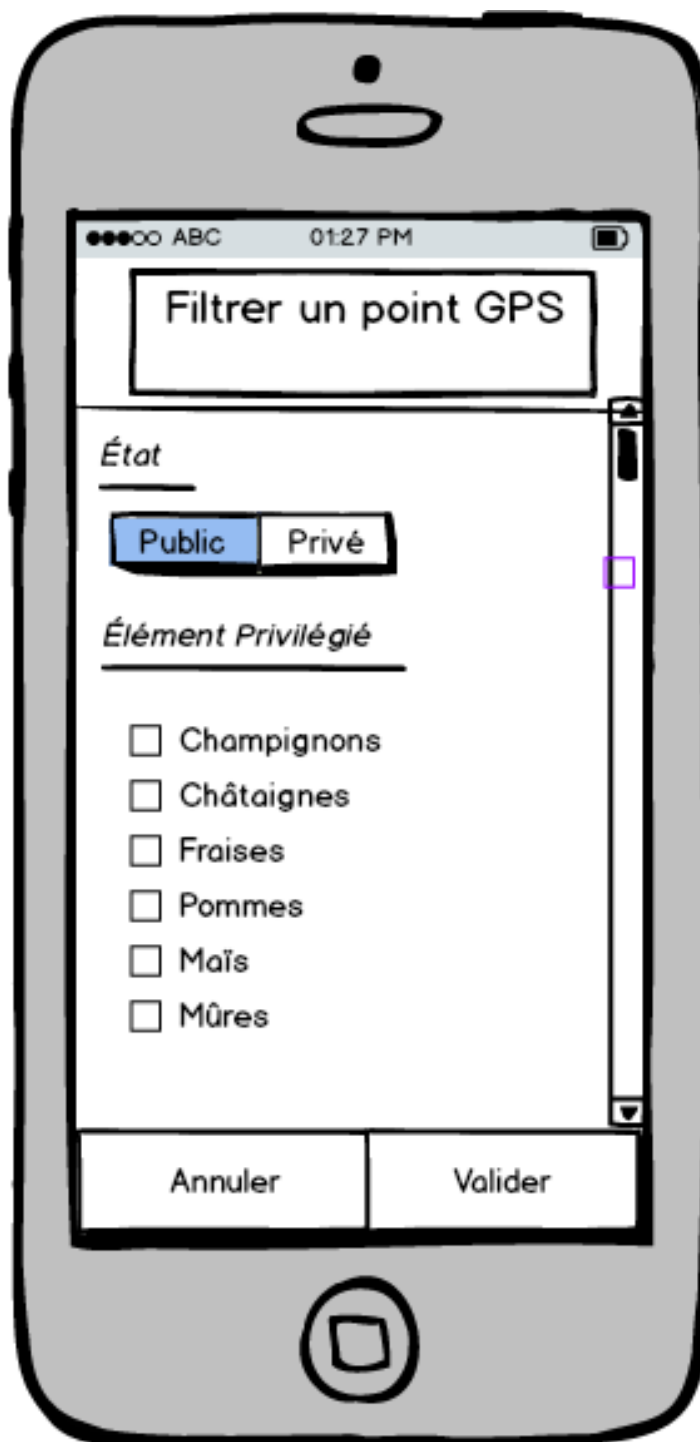 ABC 01:27 PM
Filtrer un point GPS
État
Public Privé
Élément Privilégié
Champignons
Châtaignes
Fraises
Pommes
Maïs
Mûres
Annuler Valider